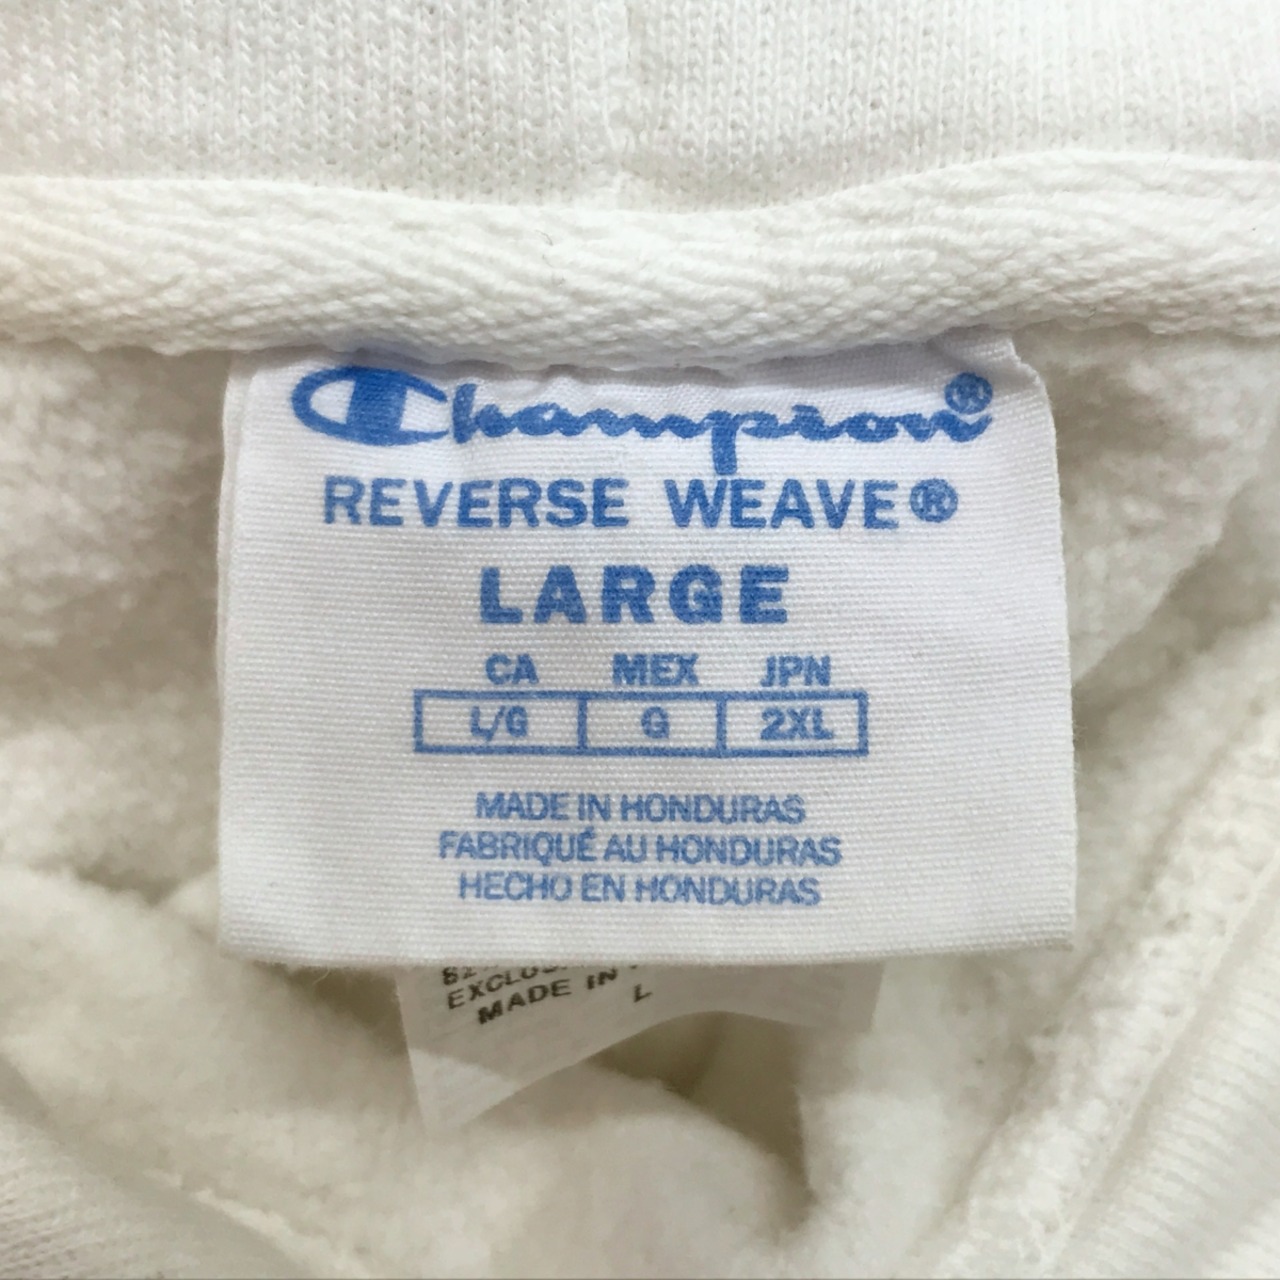 Champion®
REVERSE WEAVE®
LARGE
CA MEX JPN
L/G G 2XL
MADE IN HONDURAS
FABRIQUÉ AU HONDURAS
HECHO EN HONDURAS
MADE IN
L